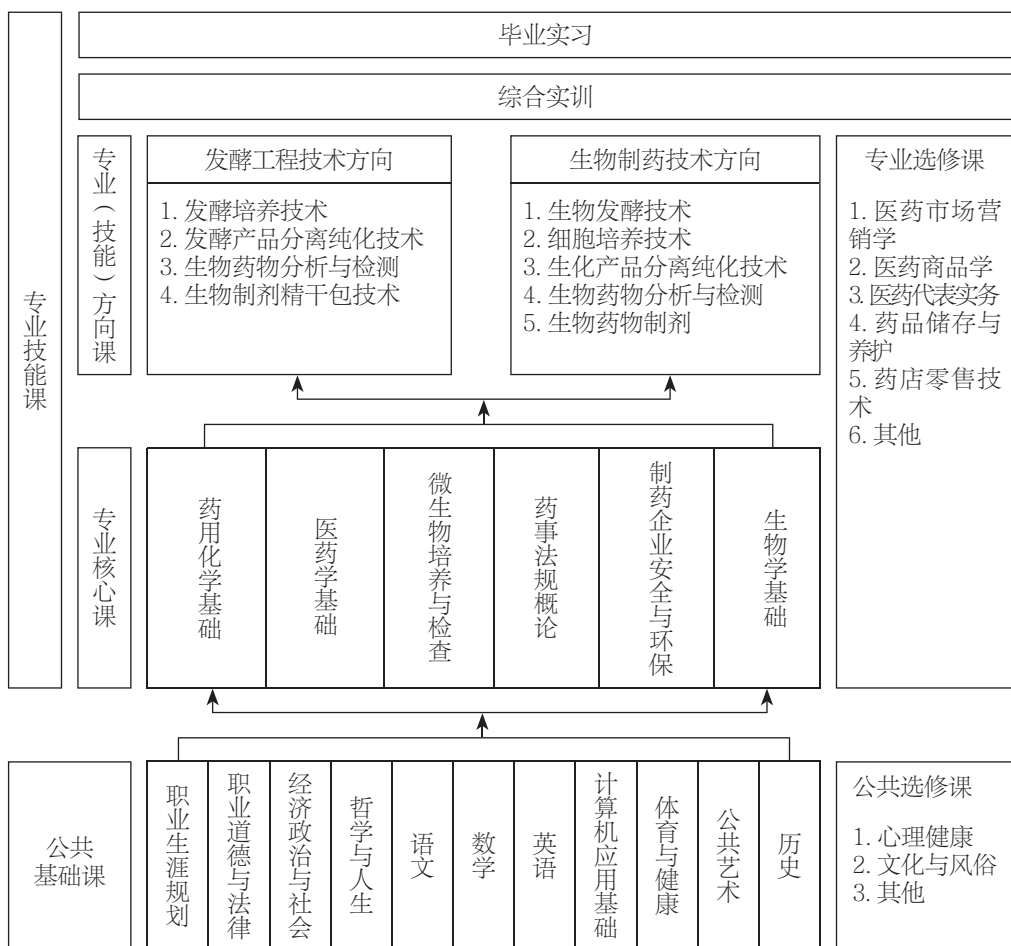 毕业实习
综合实训
专业技能课
专业（技能）方向课
发酵工程技术方向
1. 发酵培养技术
2. 发酵产品分离纯化技术
3. 生物药物分析与检测
4. 生物制剂精干包技术
生物制药技术方向
1. 生物发酵技术
2. 细胞培养技术
3. 生化产品分离纯化技术
4. 生物药物分析与检测
5. 生物药物制剂
专业选修课
1. 医药市场营
销学
2. 医药商品学
3. 医药代表实务
4. 药品储存与
养护
5. 药店零售技
术
6. 其他
专业核心课
药用化学基础
医药学基础
微生物培养与检查
药事法规概论
制药企业安全与环保
生物学基础
公共
基础课
职业生涯规划
职业道德与法律
经济政治与社会
哲学与人生
语文
数学
英语
计算机应用基础
体育与健康
公共艺术
历史
公共选修课
1. 心理健康
2. 文化与风俗
3. 其他